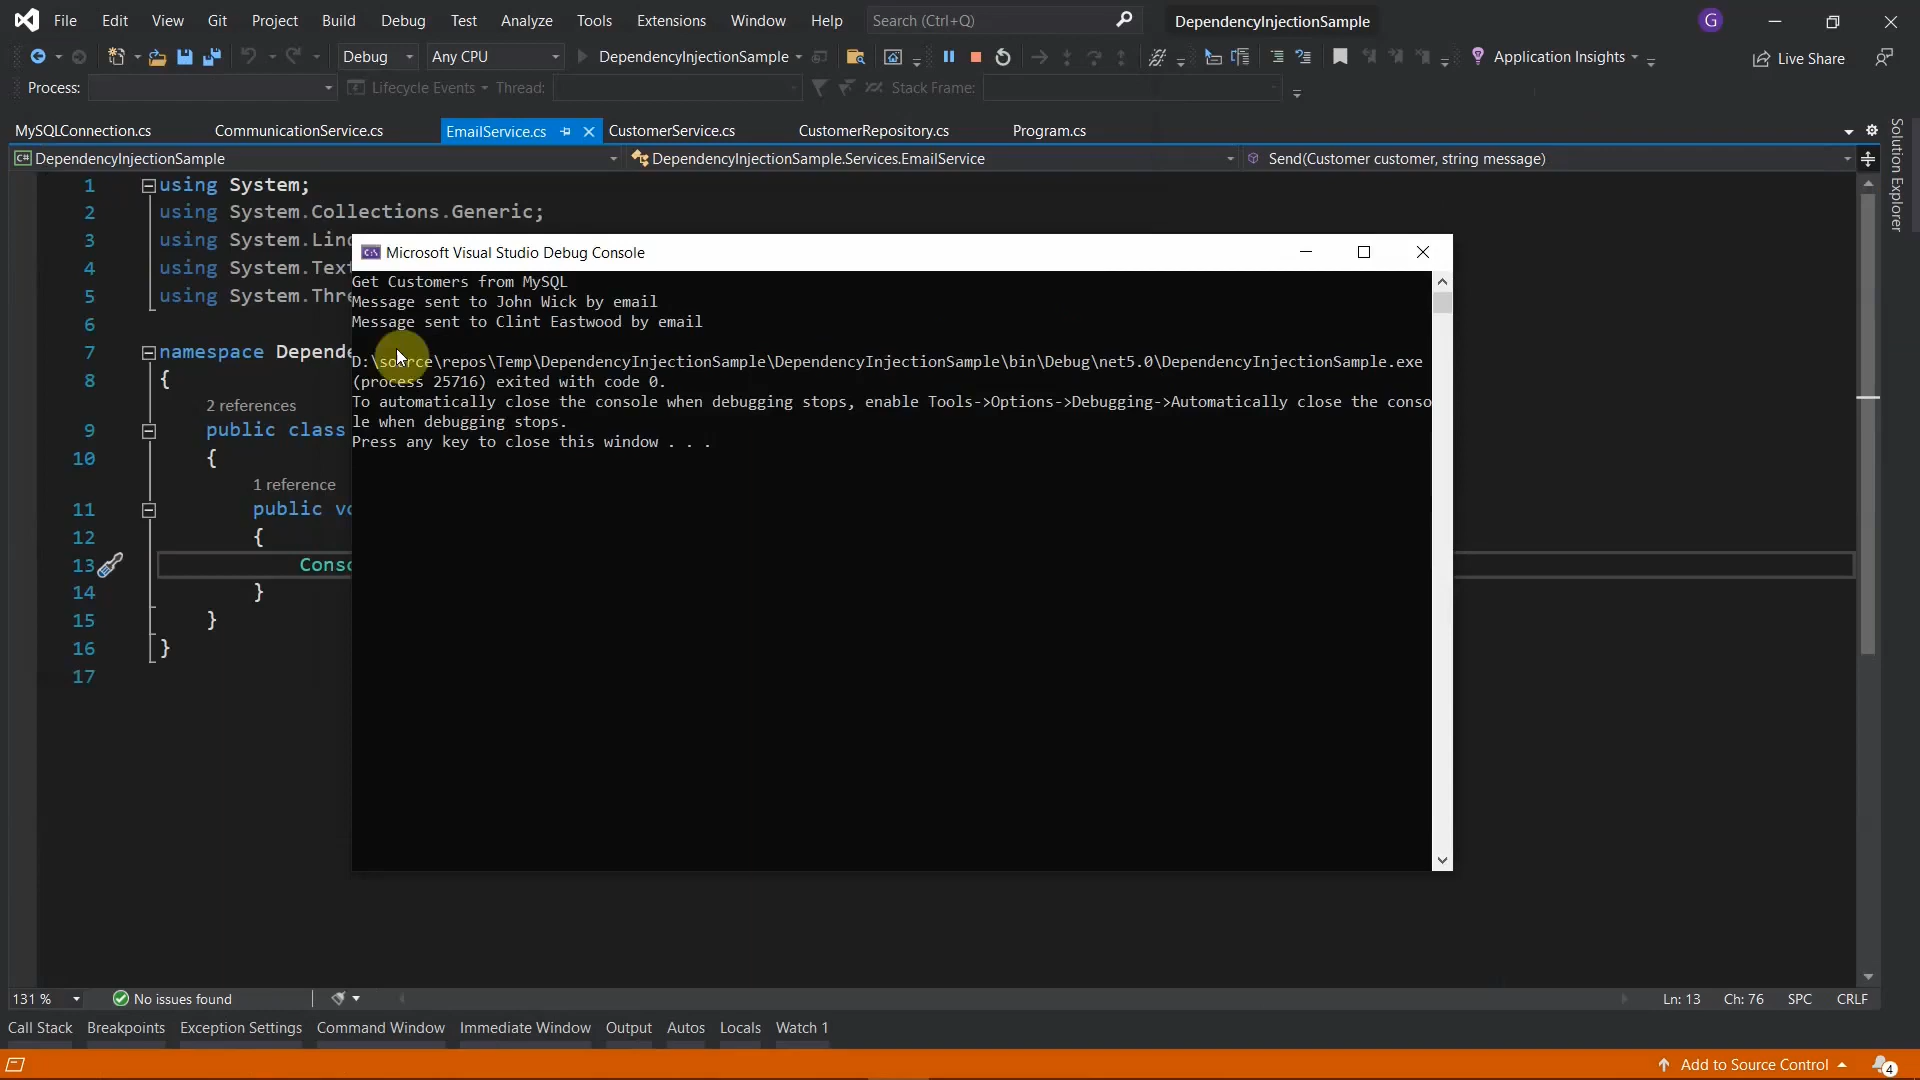 File Edit View Git Project Build Debug Test Analyze Tools Extensions Window Help Search (Ctrl+Q) DependencyInjectionSample G
Debug Any CPU DependencyInjectionSample Application Insights Live Share
Process: Lifecycle Events Thread: Stack Frame:
MySQLConnection.cs CommunicationService.cs EmailService.cs CustomerService.cs CustomerRepository.cs Program.cs
C# DependencyInjectionSample DependencyInjectionSample.Services.EmailService Send(Customer customer, string message)
Solution Explorer
1 using System;
2 using System.Collections.Generic;
3 using System.Linq
4 using System.Text
5 using System.Thre
6
7 namespace Depende
8 {
2 references
9 public class
10 {
1 reference
11 public vo
12 {
13 Conso
14 }
15 }
16 }
17
Microsoft Visual Studio Debug Console
Get Customers from MySQL
Message sent to John Wick by email
Message sent to Clint Eastwood by email
D:\source\repos\Temp\DependencyInjectionSample\DependencyInjectionSample\bin\Debug\net5.0\DependencyInjectionSample.exe
(process 25716) exited with code 0.
To automatically close the console when debugging stops, enable Tools->Options->Debugging->Automatically close the conso
le when debugging stops.
Press any key to close this window . . .
131 % No issues found Ln: 13 Ch: 76 SPC CRLF
Call Stack Breakpoints Exception Settings Command Window Immediate Window Output Autos Locals Watch 1
Add to Source Control 4